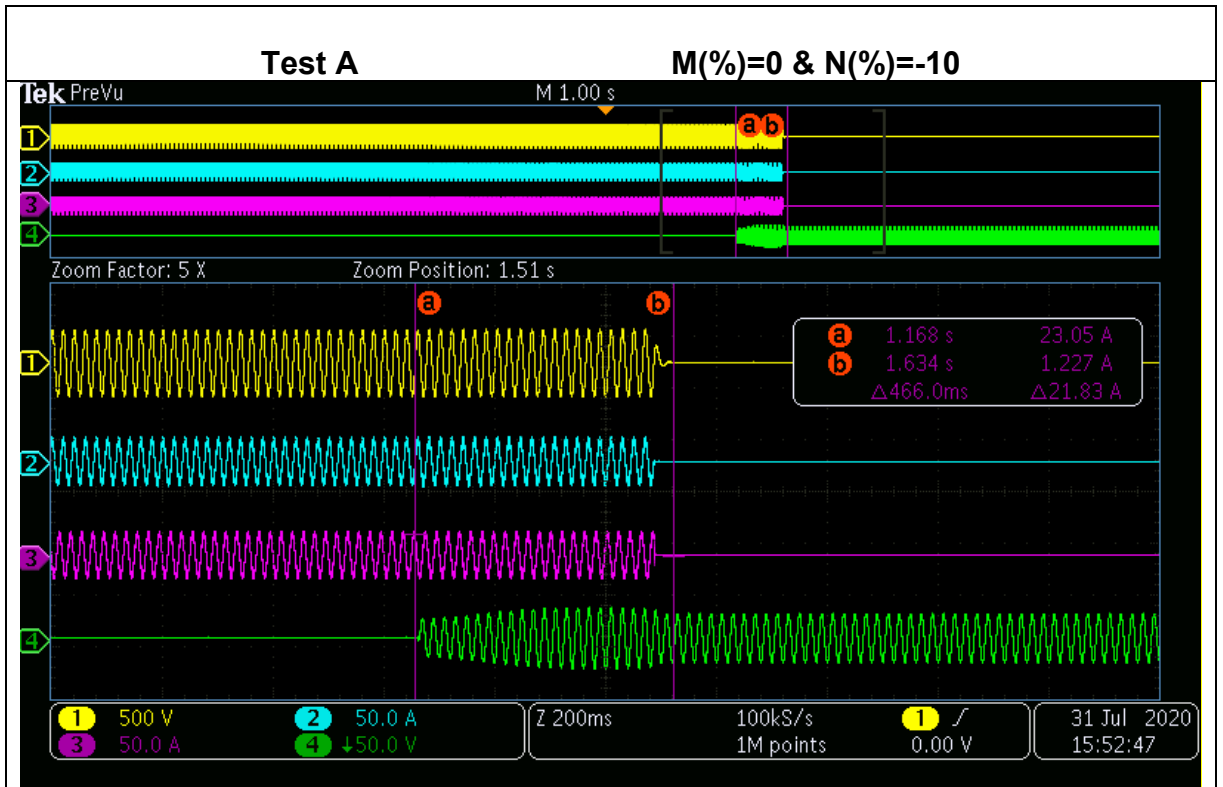 Test A M(%)=0 & N(%)=-10
Tek PreVu M 1.00 s
1
a b
2
3
4
Zoom Factor: 5 X Zoom Position: 1.51 s
a b
1
a 1.168 s 23.05 A
b 1.634 s 1.227 A
△466.0ms △21.83 A
2
3
4
1 500 V 2 50.0 A Z 200ms 100kS/s 1 ∕ 31 Jul 2020
3 50.0 A 4 ↓50.0 V 1M points 0.00 V 15:52:47